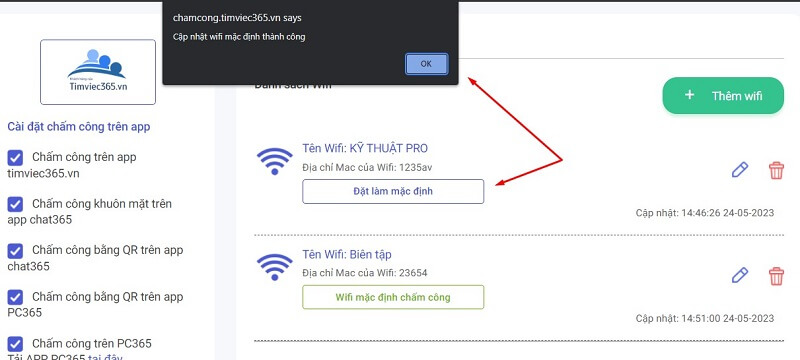 chamcong.timviec365.vn says
Cập nhật wifi mặc định thành công
OK
Timviec365.vn
Cài đặt chấm công trên app
Chấm công trên app
timviec365.vn
Chấm công khuôn mặt trên
app chat365
Chấm công bằng QR trên app
chat365
Chấm công bằng QR trên app
PC365
Chấm công trên PC365
Tải APP PC365 tại đây
Danh sách Wifi
+ Thêm wifi
Tên Wifi: KỸ THUẬT PRO
Địa chỉ Mac của Wifi: 1235av
Đặt làm mặc định
Cập nhật: 14:46:26 24-05-2023
Tên Wifi: Biên tập
Địa chỉ Mac của Wifi: 23654
Wifi mặc định chấm công
Cập nhật: 14:51:00 24-05-2023